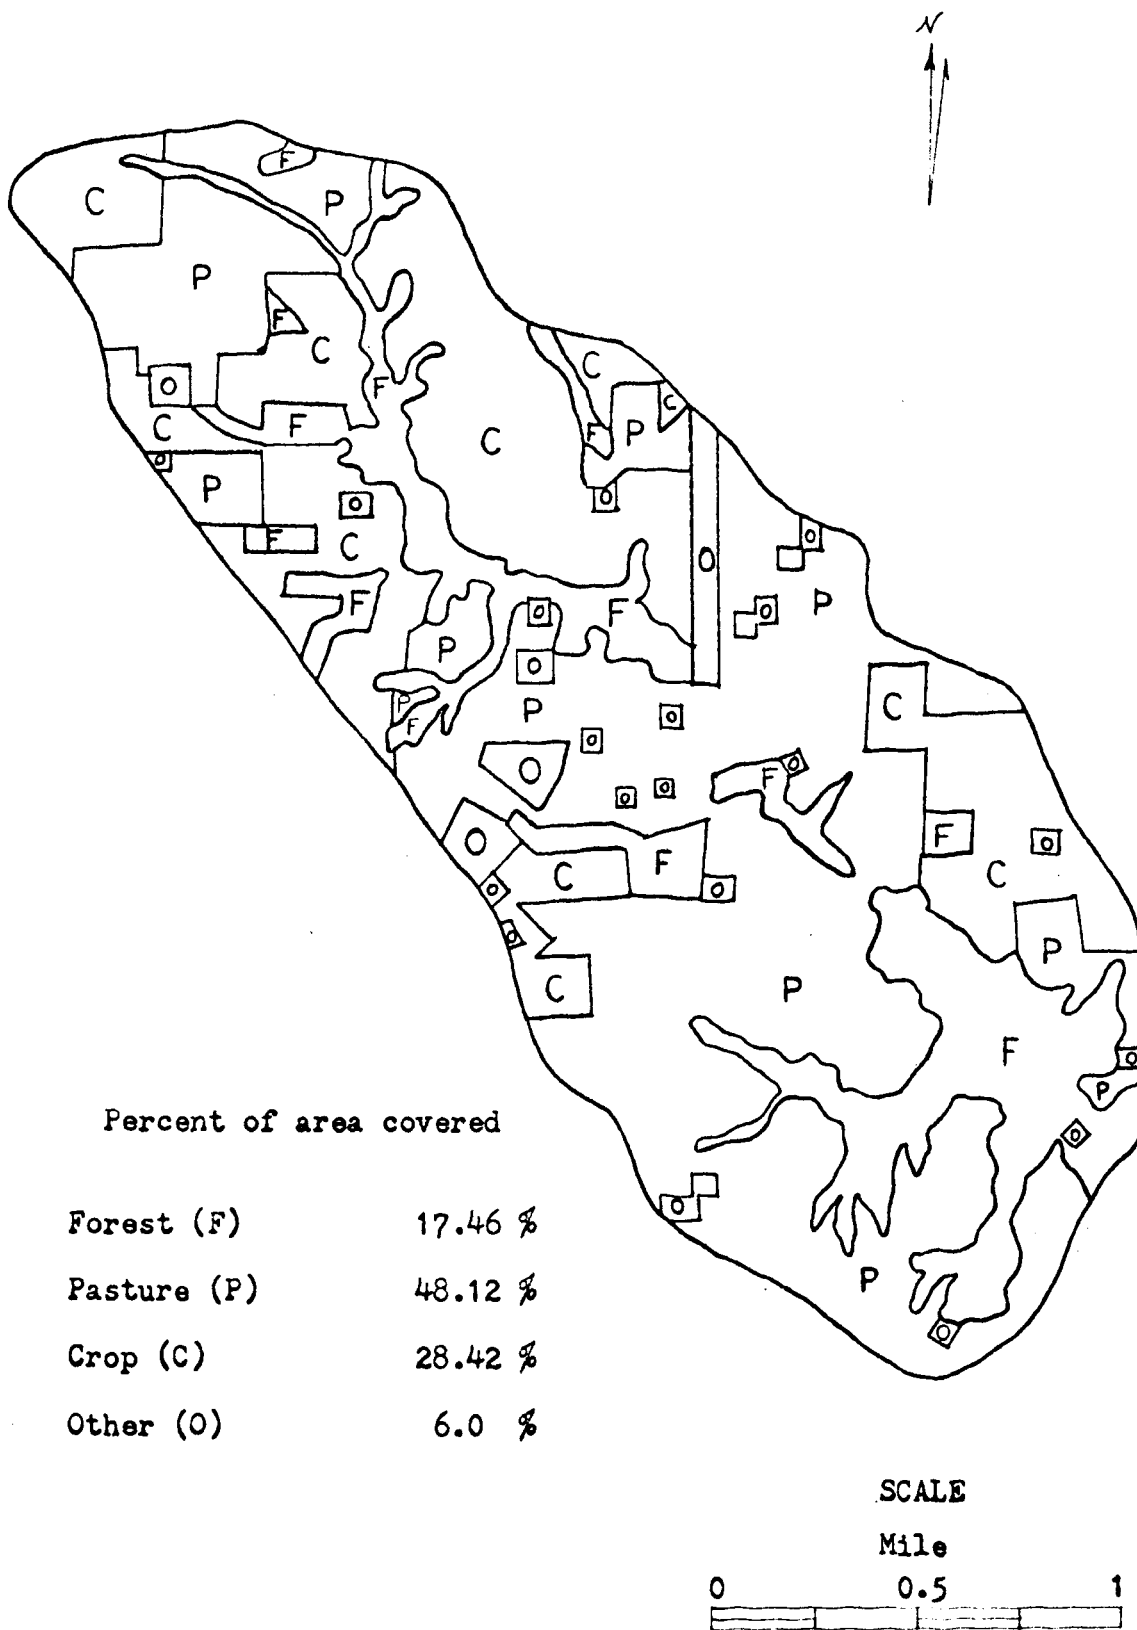 N
F
C
P
P
F
C
C
F
C
O
F
F
P
C
C
O
P
O
O
F
C
O
O
F
O
O
F
P
P
O
P
P
O
C
F
P
O
O
O
F
O
O
O
F
O
O
C
F
C
O
O
P
O
C
P
F
O
P
O
O
P
O
Percent of area covered
Forest (F) 17.46 %
Pasture (P) 48.12 %
Crop (C) 28.42 %
Other (O) 6.0 %
SCALE
Mile
0 0.5 1